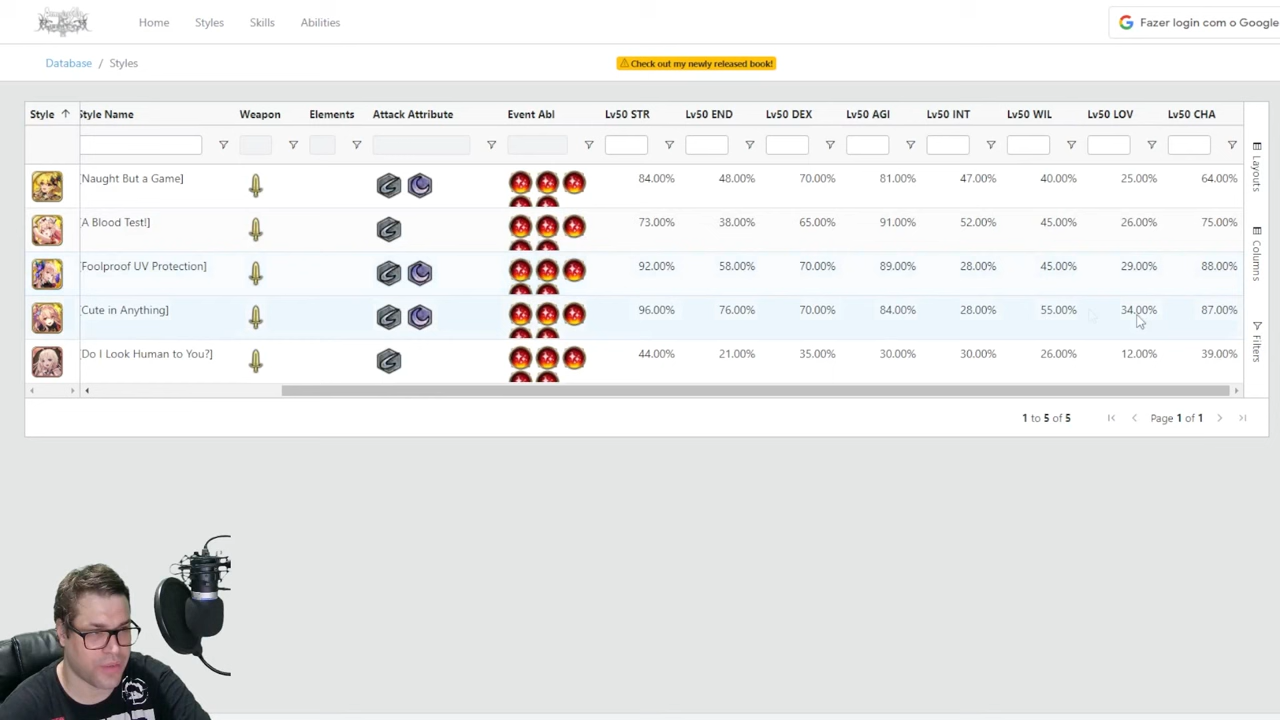 Home Styles Skills Abilities Fazer login com o Google
Database / Styles Check out my newly released book!
Style Style Name Weapon Elements Attack Attribute Event Abl Lv50 STR Lv50 END Lv50 DEX Lv50 AGI Lv50 INT Lv50 WIL Lv50 LOV Lv50 CHA
[Naught But a Game] 84.00% 48.00% 70.00% 81.00% 47.00% 40.00% 25.00% 64.00%
[A Blood Test!] 73.00% 38.00% 65.00% 91.00% 52.00% 45.00% 26.00% 75.00%
[Foolproof UV Protection] 92.00% 58.00% 70.00% 89.00% 28.00% 45.00% 29.00% 88.00%
[Cute in Anything] 96.00% 76.00% 70.00% 84.00% 28.00% 55.00% 34.00% 87.00%
[Do I Look Human to You?] 44.00% 21.00% 35.00% 30.00% 30.00% 26.00% 12.00% 39.00%
Layouts
Columns
Filters
1 to 5 of 5 Page 1 of 1